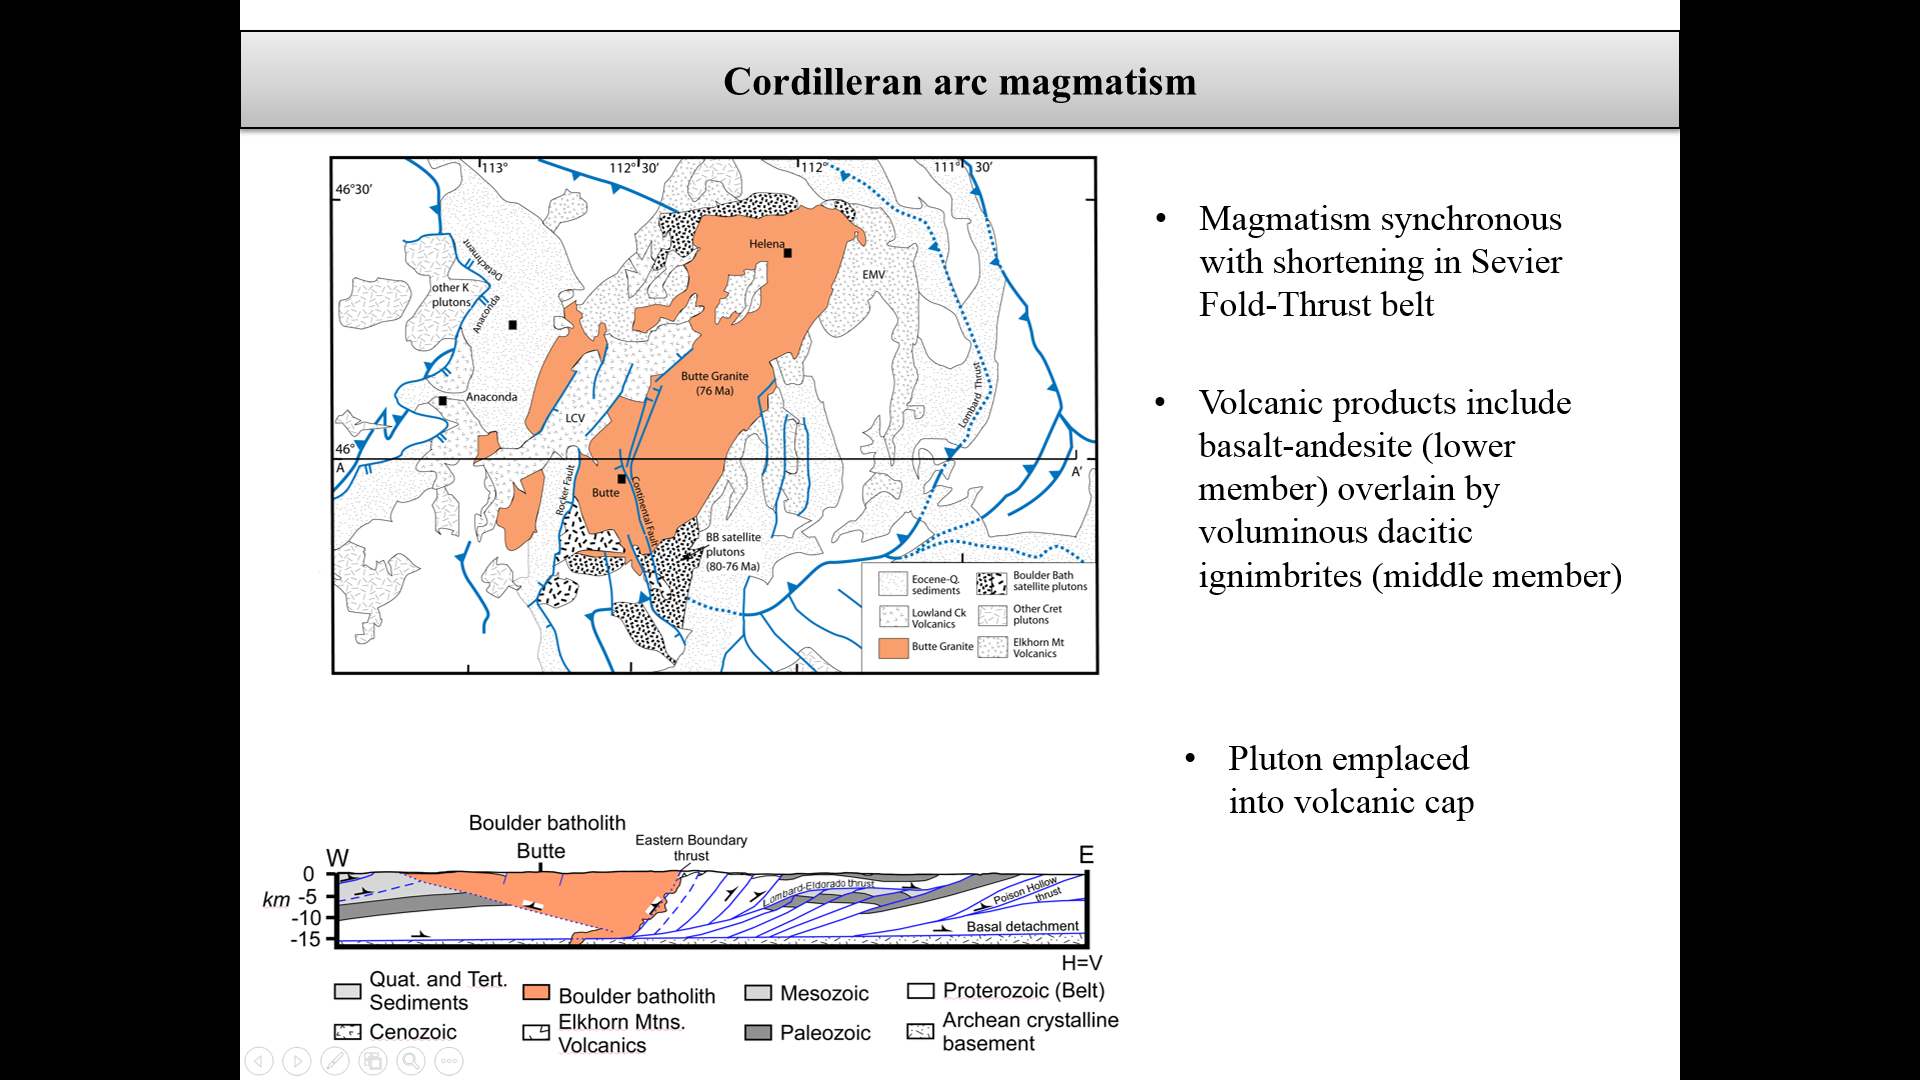 Cordilleran arc magmatism
113°
112° 30'
112°
111° 30'
46°30'
Helena
Detachment
EMV
other K
plutons
Anaconda
Butte Granite
(76 Ma)
Lombard Thrust
Anaconda
LCV
46°
A
A'
Rocker Fault
Butte
Continental Fault
BB satellite
plutons
(80-76 Ma)
Eocene-Q.
sediments
Boulder Bath
satellite plutons
Lowland Ck
Volcanics
Other Cret
plutons
Butte Granite
Elkhorn Mt
Volcanics
• Magmatism synchronous
with shortening in Sevier
Fold-Thrust belt
• Volcanic products include
basalt-andesite (lower
member) overlain by
voluminous dacitic
ignimbrites (middle member)
• Pluton emplaced
into volcanic cap
Boulder batholith
Butte
Eastern Boundary
thrust
W
E
0
km -5
-10
-15
Lombard-Eldorado thrust
Poison Hollow
thrust
Basal detachment
H=V
Quat. and Tert.
Sediments
Boulder batholith
Mesozoic
Proterozoic (Belt)
Cenozoic
Elkhorn Mtns.
Volcanics
Paleozoic
Archean crystalline
basement